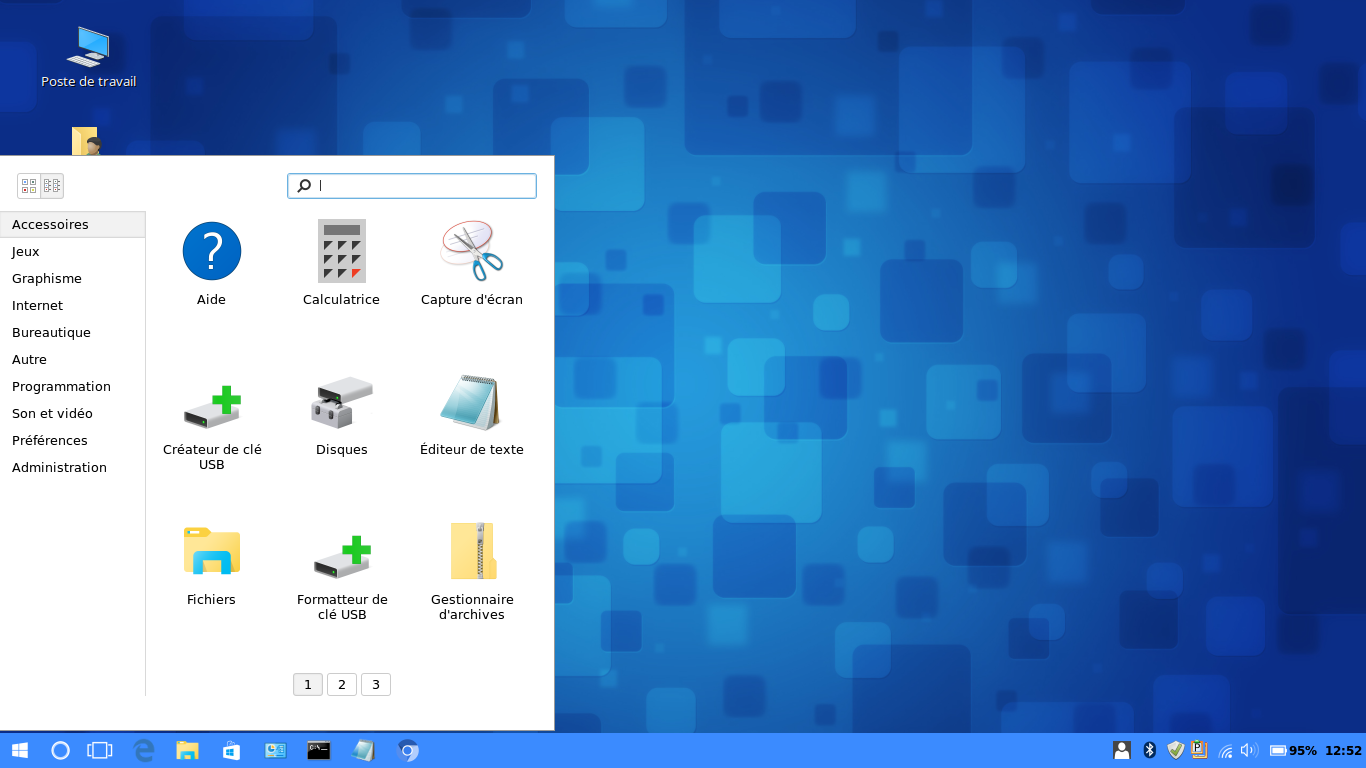 Poste de travail
Accessoires
Jeux
Graphisme
Internet
Bureautique
Autre
Programmation
Son et vidéo
Préférences
Administration
Aide
Calculatrice
Capture d'écran
Créateur de clé
USB
Disques
Éditeur de texte
Fichiers
Formatteur de
clé USB
Gestionnaire
d'archives
1
2
3
95%
12:52